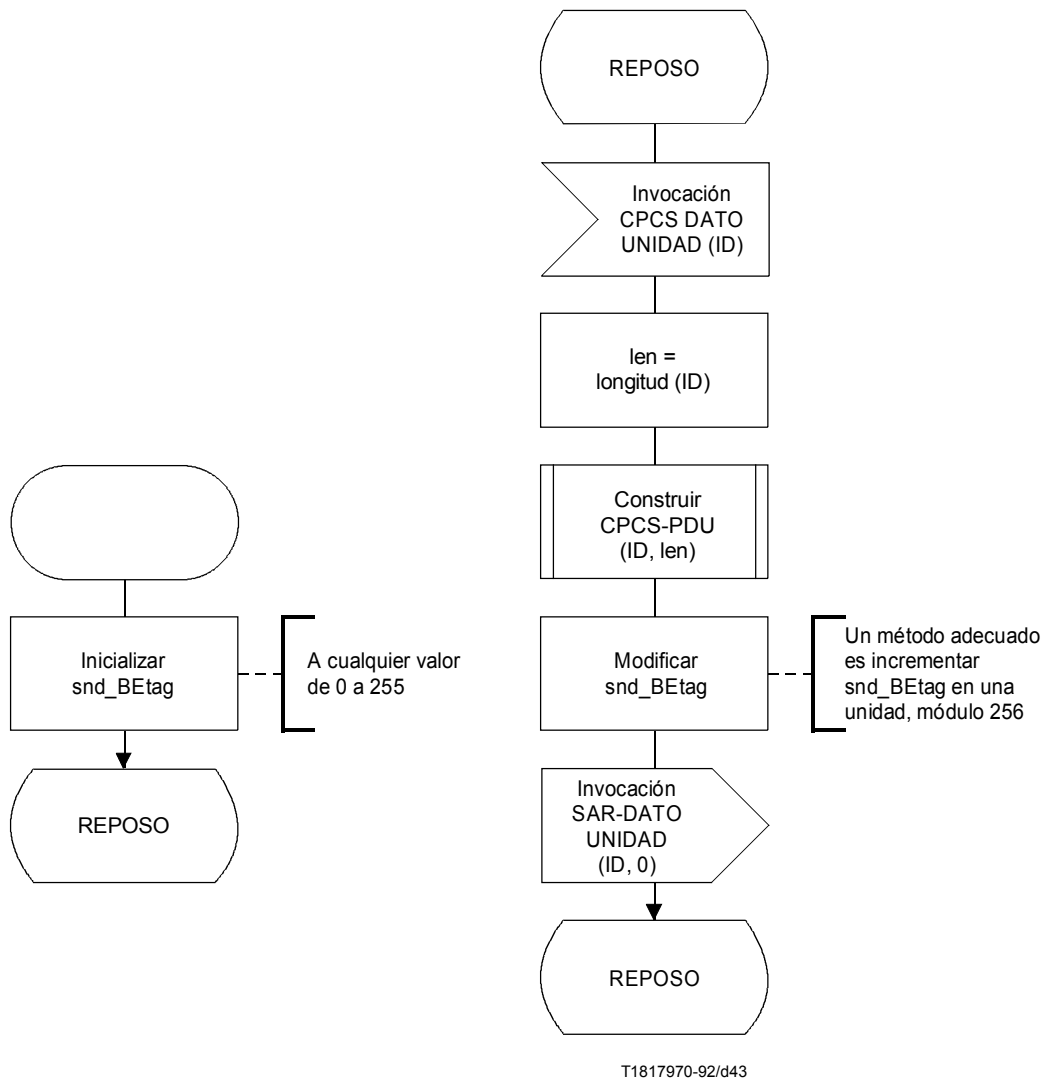 REPOSO
Invocación
CPCS DATO
UNIDAD (ID)
len =
longitud (ID)
Construir
CPCS-PDU
(ID, len)
Inicializar
snd_BEtag
A cualquier valor
de 0 a 255
Modificar
snd_BEtag
Un método adecuado
es incrementar
snd_BEtag en una
unidad, módulo 256
REPOSO
Invocación
SAR-DATO
UNIDAD
(ID, 0)
REPOSO
T1817970-92/d43